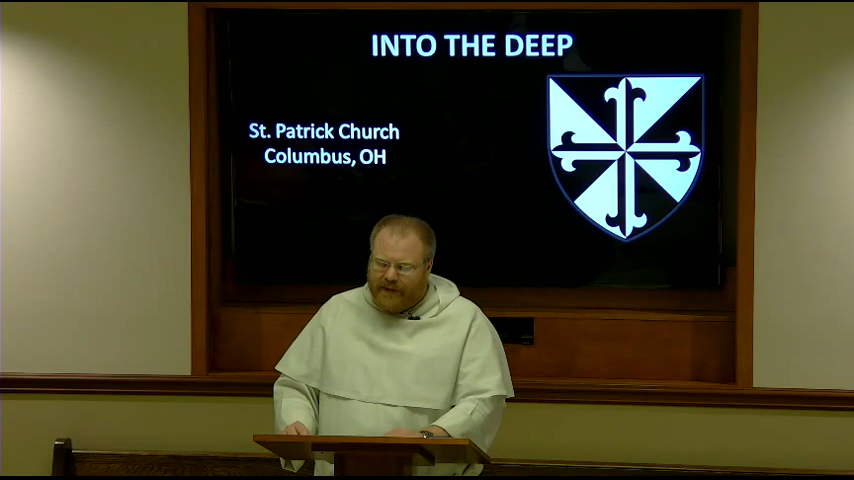 INTO THE DEEP
St. Patrick Church
Columbus, OH